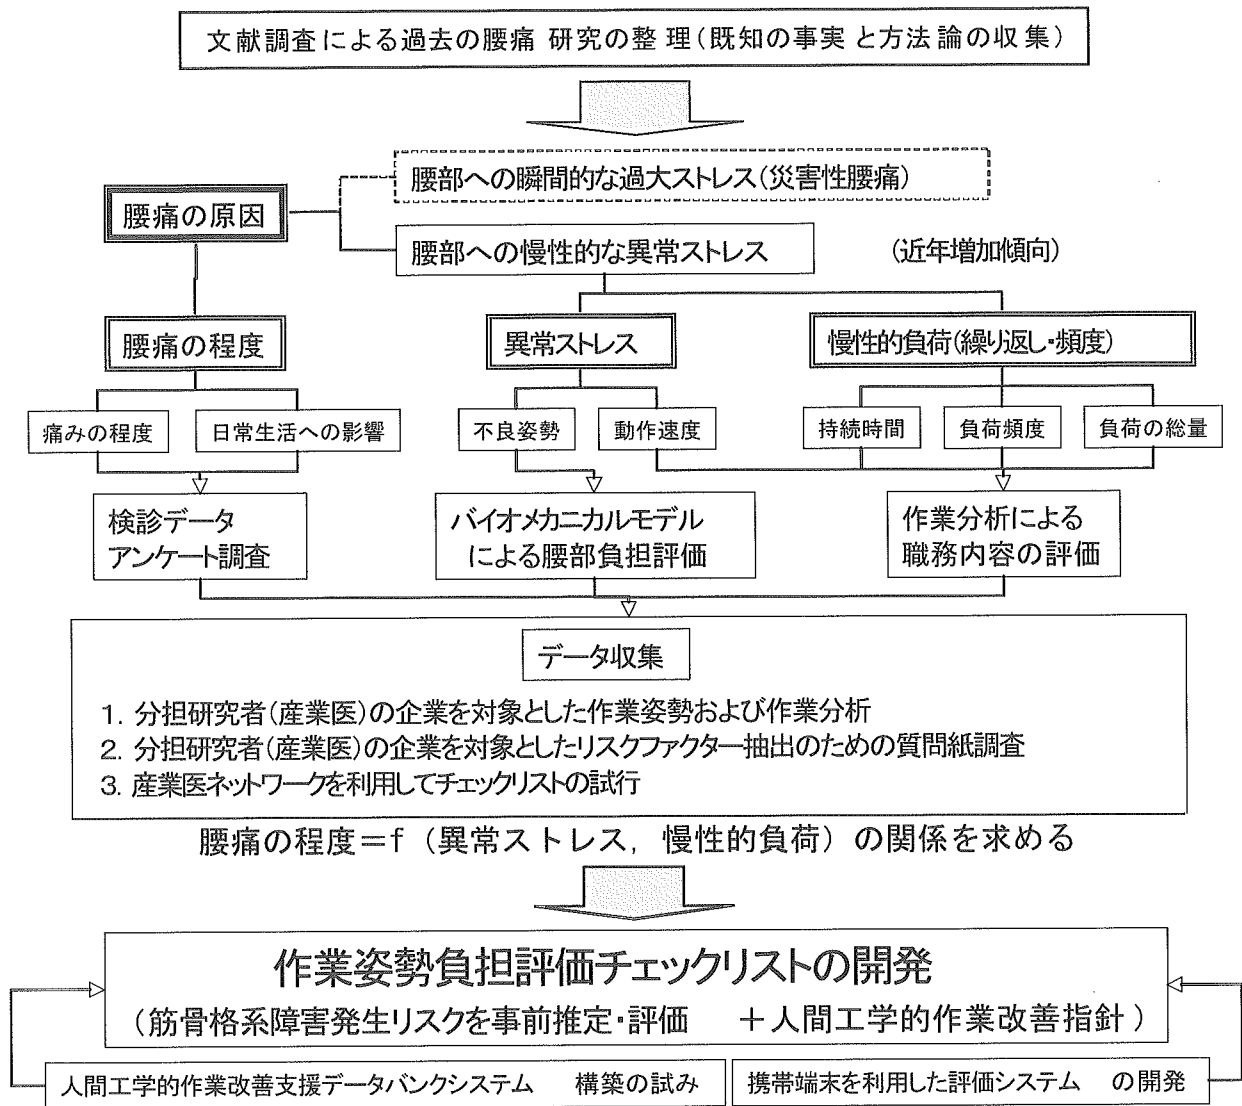 文献調査による過去の腰痛 研究の整理(既知の事実 と方法論の収集)
腰部への瞬間的な過大ストレス(災害性腰痛)
腰痛の原因
腰部への慢性的な異常ストレス
(近年増加傾向)
腰痛の程度
異常ストレス
慢性的負荷(繰り返し・頻度)
痛みの程度
日常生活への影響
不良姿勢
動作速度
持続時間
負荷頻度
負荷の総量
検診データ
アンケート調査
バイオメカニカルモデル
による腰部負担評価
作業分析による
職務内容の評価
データ収集
1. 分担研究者(産業医)の企業を対象とした作業姿勢および作業分析
2. 分担研究者(産業医)の企業を対象としたリスクファクター抽出のための質問紙調査
3. 産業医ネットワークを利用してチェックリストの試行
腰痛の程度=f (異常ストレス, 慢性的負荷) の関係を求める
作業姿勢負担評価チェックリストの開発
(筋骨格系障害発生リスクを事前推定・評価 +人間工学的作業改善指針)
人間工学的作業改善支援データバンクシステム 構築の試み
携帯端末を利用した評価システム の開発